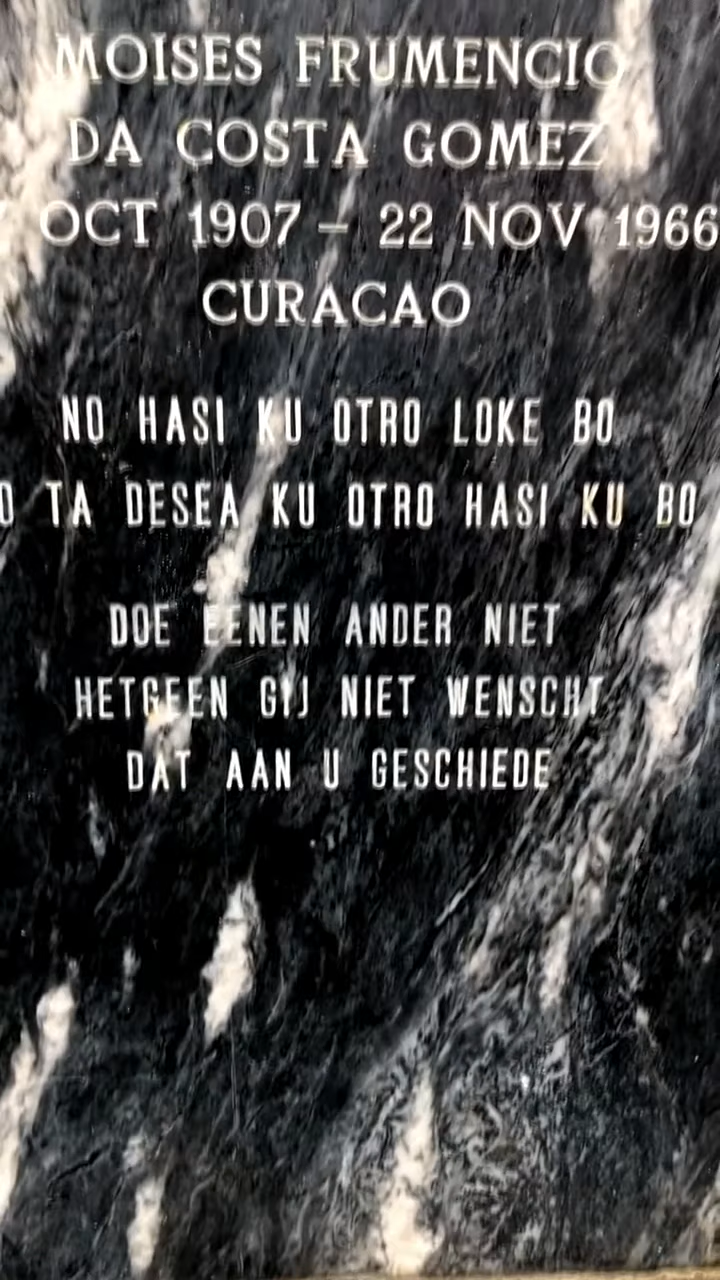 MOISES FRUMENCIO
DA COSTA GOMEZ
OCT 1907 – 22 NOV 1966
CURACAO
NO HASI KU OTRO LOKE BO
TA DESEA KU OTRO HASI KU BO
DOE EENEN ANDER NIET
HETGEEN GIJ NIET WENSCHT
DAT AAN U GESCHIEDE